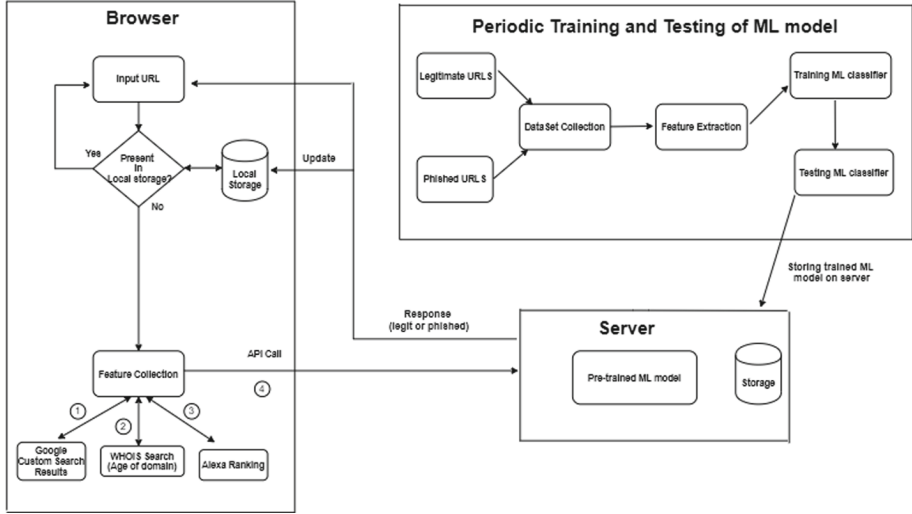 Browser
Input URL
Yes
Present
in
Local storage?
No
Local
Storage
Update
Feature Collection
API Call
1
2
3
4
Google
Custom Search
Results
WHOIS Search
(Age of domain)
Alexa Ranking
Response
(legit or phished)
Periodic Training and Testing of ML model
Legitimate URLS
Phished URLS
DataSet Collection
Feature Extraction
Training ML classifier
Testing ML classifier
Storing trained ML
model on server
Server
Pre-trained ML model
Storage